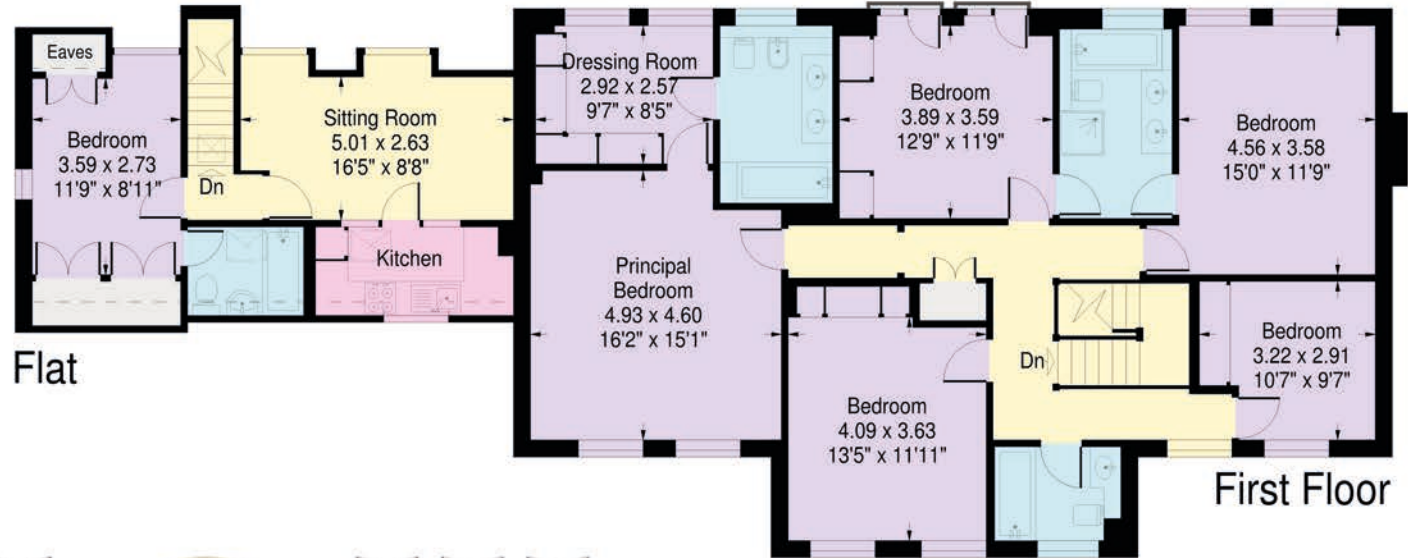 Eaves
Bedroom
3.59 x 2.73
11'9" x 8'11"
Dn
Sitting Room
5.01 x 2.63
16'5" x 8'8"
Kitchen
Flat
Dressing Room
2.92 x 2.57
9'7" x 8'5"
Principal
Bedroom
4.93 x 4.60
16'2" x 15'1"
Bedroom
3.89 x 3.59
12'9" x 11'9"
Bedroom
4.56 x 3.58
15'0" x 11'9"
Bedroom
4.09 x 3.63
13'5" x 11'11"
Dn
Bedroom
3.22 x 2.91
10'7" x 9'7"
First Floor